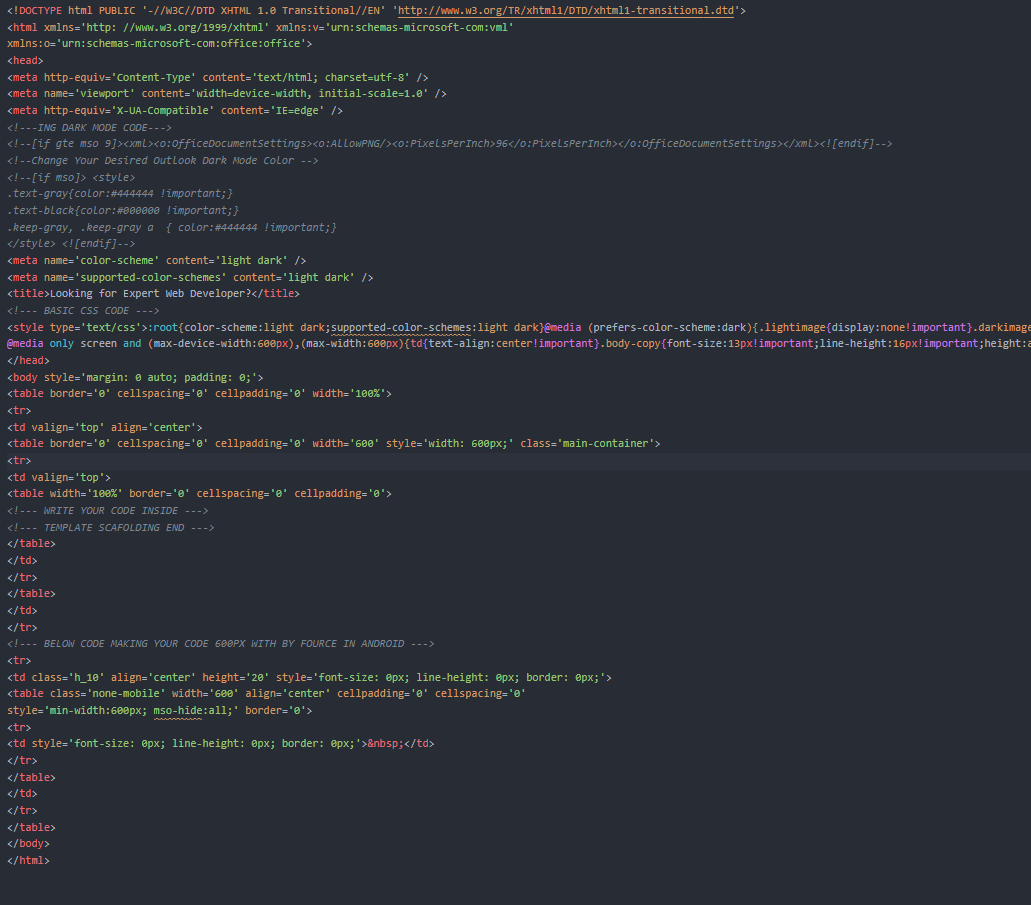 <!DOCTYPE html PUBLIC '-//W3C//DTD XHTML 1.0 Transitional//EN' 'http://www.w3.org/TR/xhtml1/DTD/xhtml1-transitional.dtd'>
<html xmlns='http: //www.w3.org/1999/xhtml' xmlns:v='urn:schemas-microsoft-com:vml'
xmlns:o='urn:schemas-microsoft-com:office:office'>
<head>
<meta http-equiv='Content-Type' content='text/html; charset=utf-8' />
<meta name='viewport' content='width=device-width, initial-scale=1.0' />
<meta http-equiv='X-UA-Compatible' content='IE=edge' />
<!---ING DARK MODE CODE--->
<!--[if gte mso 9]><xml><o:OfficeDocumentSettings><o:AllowPNG/><o:PixelsPerInch>96</o:PixelsPerInch></o:OfficeDocumentSettings></xml><![endif]-->
<!--Change Your Desired Outlook Dark Mode Color -->
<!--[if mso]> <style>
.text-gray{color:#444444 !important;}
.text-black{color:#000000 !important;}
.keep-gray, .keep-gray a  { color:#444444 !important;}
</style> <![endif]-->
<meta name='color-scheme' content='light dark' />
<meta name='supported-color-schemes' content='light dark' />
<title>Looking for Expert Web Developer?</title>
<!--- BASIC CSS CODE --->
<style type='text/css'>:root{color-scheme:light dark;supported-color-schemes:light dark}@media (prefers-color-scheme:dark){.lightimage{display:none!important}.darkimage
@media only screen and (max-device-width:600px),(max-width:600px){td{text-align:center!important}.body-copy{font-size:13px!important;line-height:16px!important;height:a
</head>
<body style='margin: 0 auto; padding: 0;'>
<table border='0' cellspacing='0' cellpadding='0' width='100%'>
<tr>
<td valign='top' align='center'>
<table border='0' cellspacing='0' cellpadding='0' width='600' style='width: 600px;' class='main-container'>
<tr>
<td valign='top'>
<table width='100%' border='0' cellspacing='0' cellpadding='0'>
<!--- WRITE YOUR CODE INSIDE --->
<!--- TEMPLATE SCAFOLDING END --->
</table>
</td>
</tr>
</table>
</td>
</tr>
<!--- BELOW CODE MAKING YOUR CODE 600PX WITH BY FOURCE IN ANDROID --->
<tr>
<td class='h_10' align='center' height='20' style='font-size: 0px; line-height: 0px; border: 0px;'>
<table class='none-mobile' width='600' align='center' cellpadding='0' cellspacing='0'
style='min-width:600px; mso-hide:all;' border='0'>
<tr>
<td style='font-size: 0px; line-height: 0px; border: 0px;'>&nbsp;</td>
</tr>
</table>
</td>
</tr>
</table>
</body>
</html>